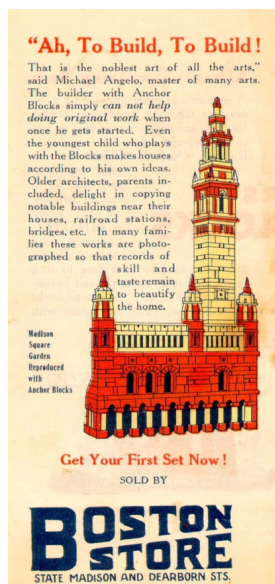 “Ah, To Build, To Build!
That is the noblest art of all the arts,”
said Michael Angelo, master of many arts.
The builder with Anchor
Blocks simply can not help
doing original work when
once he gets started. Even
the youngest child who plays
with the Blocks makes houses
according to his own ideas.
Older architects, parents in-
cluded, delight in copying
notable buildings near their
houses, railroad stations,
bridges, etc. In many fami-
lies these works are photo-
graphed so that records of
skill and
taste remain
to beautify
the home.
Madison
Square
Garden
Reproduced
with
Anchor Blocks
Get Your First Set Now!
SOLD BY
BOSTON
STORE
STATE MADISON AND DEARBORN STS.